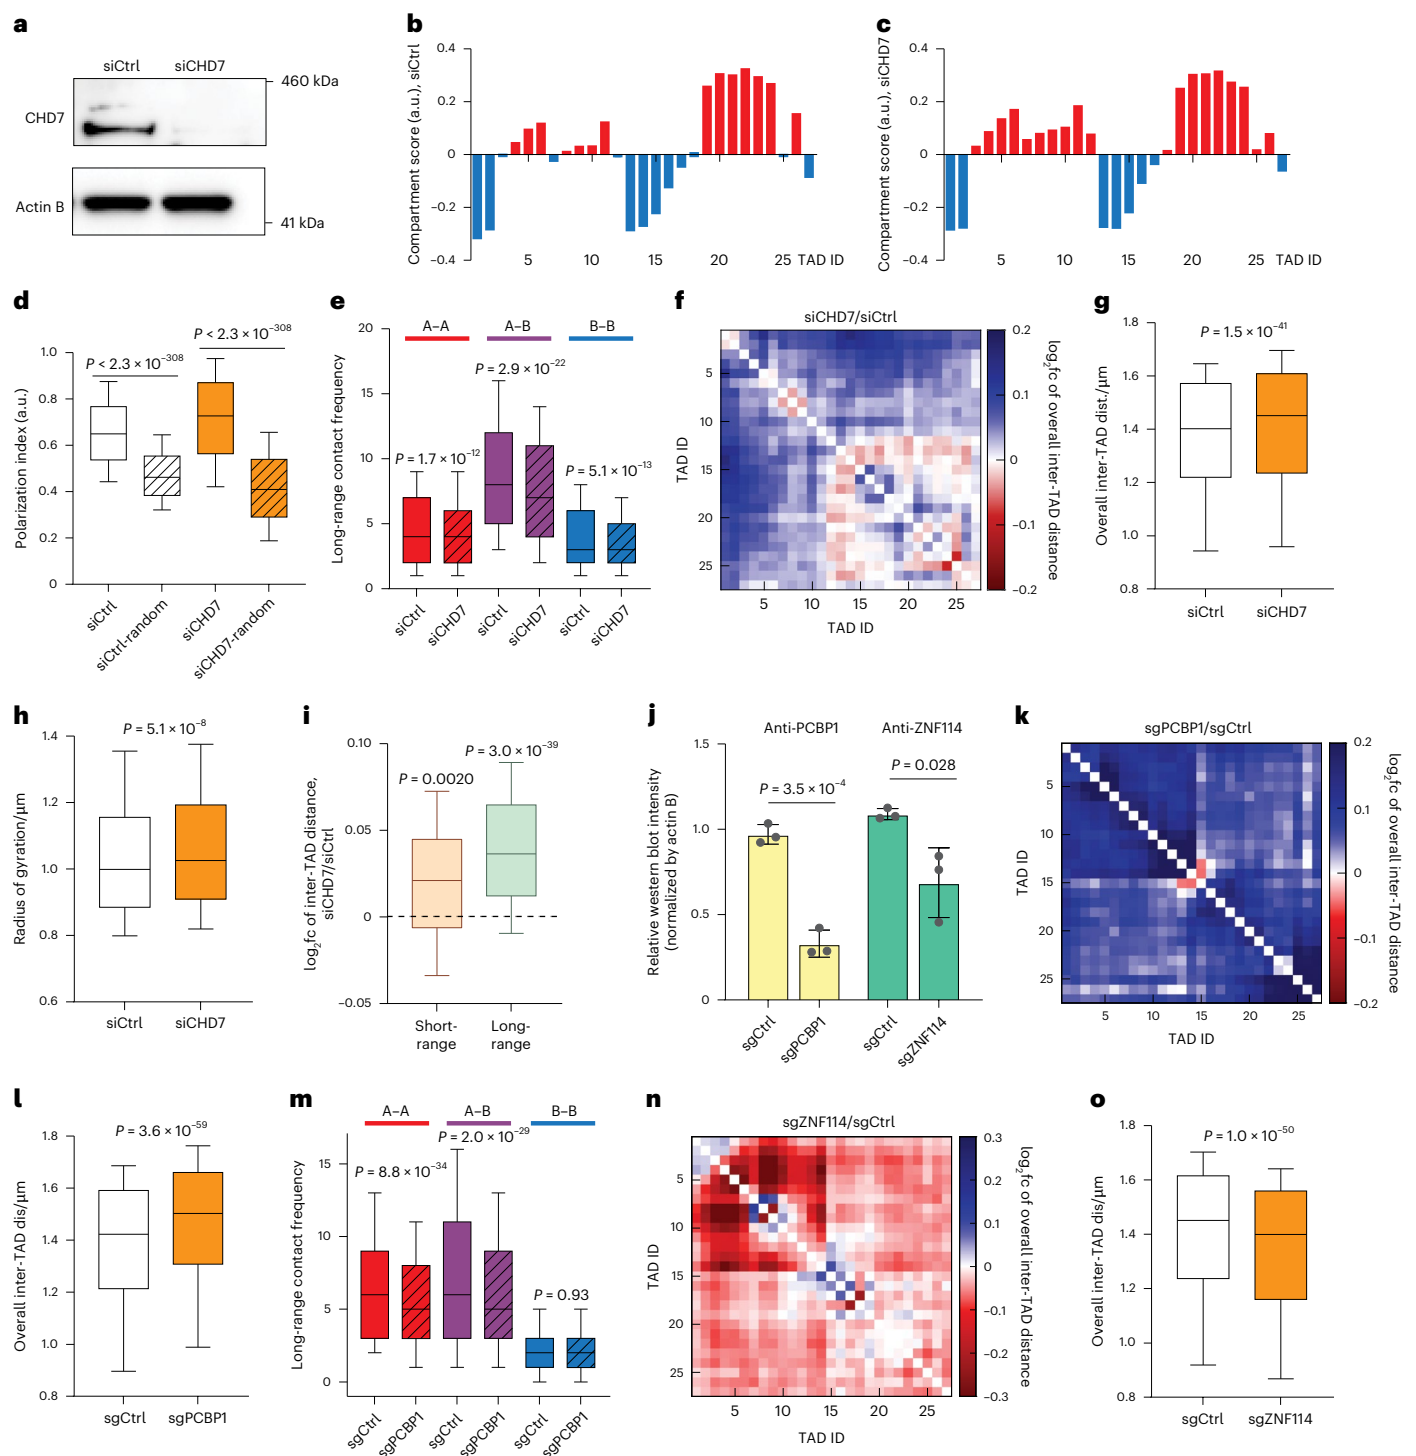 a
siCtrl siCHD7
460 kDa
CHD7
Actin B
41 kDa
b
Compartment score (a.u.), siCtrl
0.4
0.2
0
–0.2
–0.4
5 10 15 20 25 TAD ID
c
Compartment score (a.u.), siCHD7
0.4
0.2
0
–0.2
–0.4
5 10 15 20 25 TAD ID
d
P < 2.3 × 10⁻³⁰⁸
P < 2.3 × 10⁻³⁰⁸
Polarization index (a.u.)
1.0
0.8
0.6
0.4
0.2
0
siCtrl
siCtrl-random
siCHD7
siCHD7-random
e
A–A A–B B–B
Long-range contact frequency
20
15
10
5
0
P = 2.9 × 10⁻²²
P = 1.7 × 10⁻¹²
P = 5.1 × 10⁻¹³
siCtrl
siCHD7
siCtrl
siCHD7
siCtrl
siCHD7
f
siCHD7/siCtrl
TAD ID
5
10
15
20
25
5 10 15 20 25
TAD ID
0.2
0.1
0
–0.1
–0.2
log₂fc of overall inter-TAD distance
g
P = 1.5 × 10⁻⁴¹
Overall inter-TAD dist./μm
1.8
1.6
1.4
1.2
1.0
0.8
siCtrl siCHD7
h
P = 5.1 × 10⁻⁸
Radius of gyration/μm
1.4
1.2
1.0
0.8
0.6
siCtrl siCHD7
i
log₂fc of inter-TAD distance,
siCHD7/siCtrl
0.10
0.05
0
–0.05
P = 3.0 × 10⁻³⁹
P = 0.0020
Short-
range
Long-
range
j
Anti-PCBP1 Anti-ZNF114
P = 0.028
P = 3.5 × 10⁻⁴
Relative western blot intensity
(normalized by actin B)
1.5
1.0
0.5
0
sgCtrl
sgPCBP1
sgCtrl
sgZNF114
k
sgPCBP1/sgCtrl
TAD ID
5
10
15
20
25
5 10 15 20 25
TAD ID
0.2
0.1
0
–0.1
–0.2
log₂fc of overall inter-TAD distance
l
P = 3.6 × 10⁻⁵⁹
Overall inter-TAD dis/μm
1.8
1.6
1.4
1.2
1.0
0.8
sgCtrl sgPCBP1
m
A–A A–B B–B
P = 2.0 × 10⁻²⁹
P = 8.8 × 10⁻³⁴
P = 0.93
Long-range contact frequency
15
10
5
0
sgCtrl
sgPCBP1
sgCtrl
sgPCBP1
sgCtrl
sgPCBP1
n
sgZNF114/sgCtrl
TAD ID
5
10
15
20
25
5 10 15 20 25
TAD ID
0.3
0.2
0.1
0
–0.1
–0.2
–0.3
log₂fc of overall inter-TAD distance
o
P = 1.0 × 10⁻⁵⁰
Overall inter-TAD dis/μm
1.8
1.6
1.4
1.2
1.0
0.8
sgCtrl sgZNF114